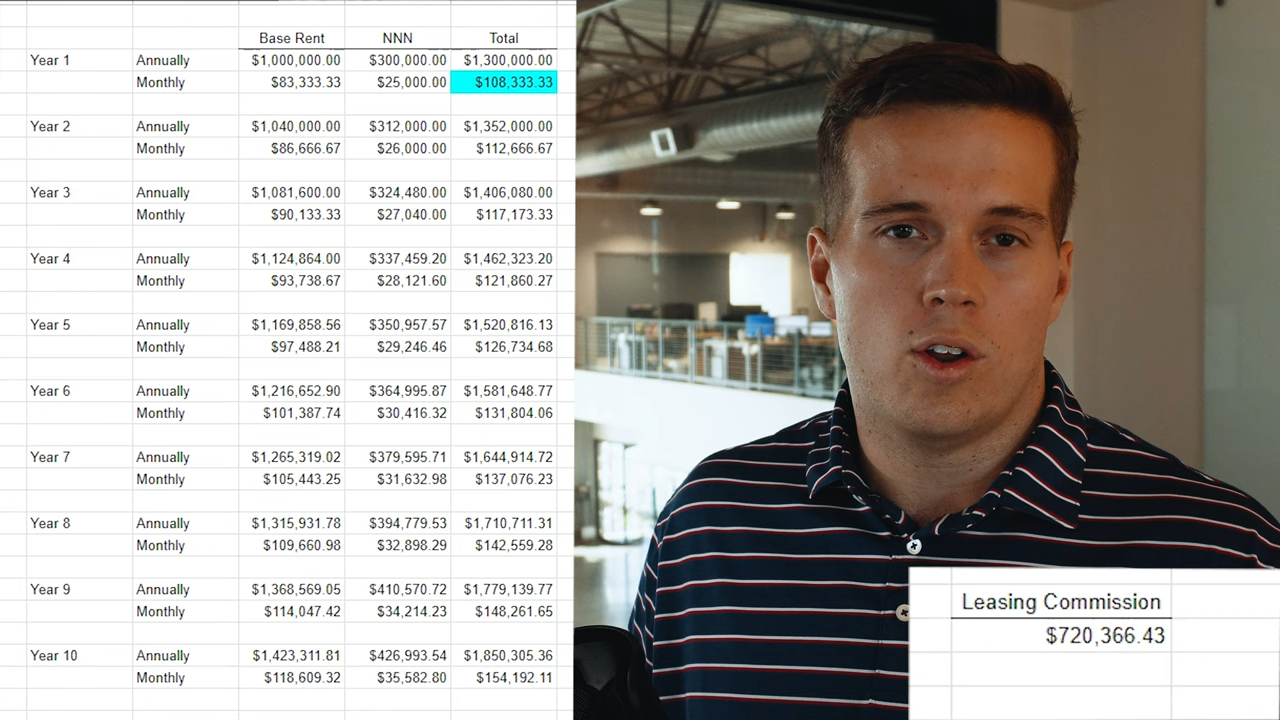 Base Rent NNN Total
Year 1 Annually $1,000,000.00 $300,000.00 $1,300,000.00
Monthly $83,333.33 $25,000.00 $108,333.33
Year 2 Annually $1,040,000.00 $312,000.00 $1,352,000.00
Monthly $86,666.67 $26,000.00 $112,666.67
Year 3 Annually $1,081,600.00 $324,480.00 $1,406,080.00
Monthly $90,133.33 $27,040.00 $117,173.33
Year 4 Annually $1,124,864.00 $337,459.20 $1,462,323.20
Monthly $93,738.67 $28,121.60 $121,860.27
Year 5 Annually $1,169,858.56 $350,957.57 $1,520,816.13
Monthly $97,488.21 $29,246.46 $126,734.68
Year 6 Annually $1,216,652.90 $364,995.87 $1,581,648.77
Monthly $101,387.74 $30,416.32 $131,804.06
Year 7 Annually $1,265,319.02 $379,595.71 $1,644,914.72
Monthly $105,443.25 $31,632.98 $137,076.23
Year 8 Annually $1,315,931.78 $394,779.53 $1,710,711.31
Monthly $109,660.98 $32,898.29 $142,559.28
Year 9 Annually $1,368,569.05 $410,570.72 $1,779,139.77
Monthly $114,047.42 $34,214.23 $148,261.65
Year 10 Annually $1,423,311.81 $426,993.54 $1,850,305.36
Monthly $118,609.32 $35,582.80 $154,192.11
Leasing Commission
$720,366.43